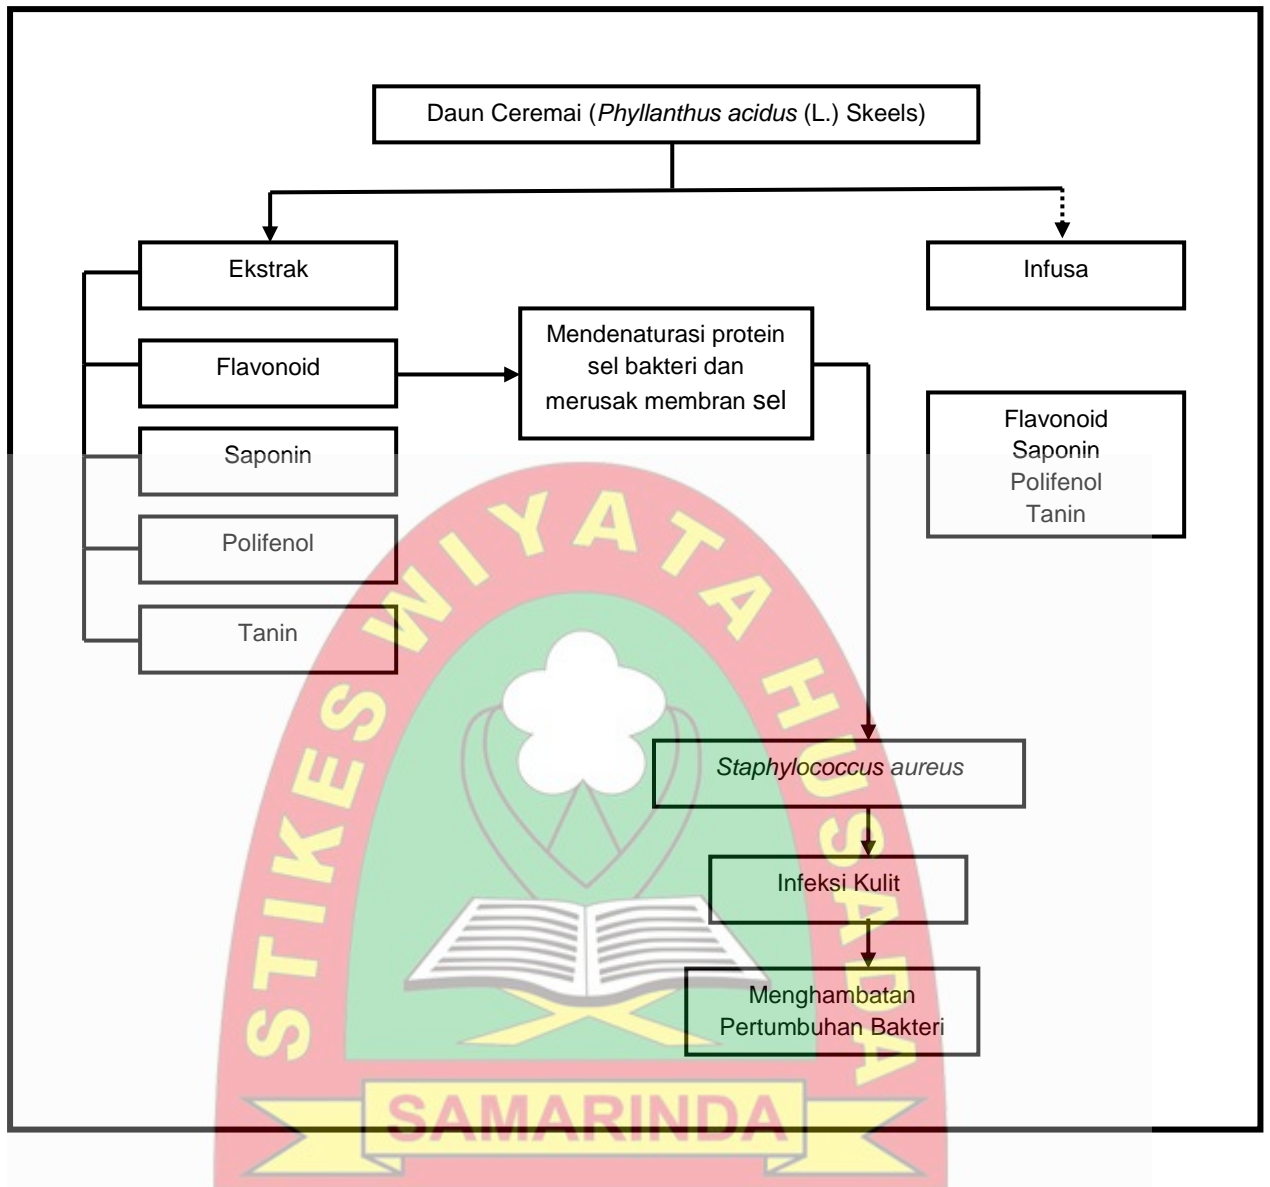 Daun Ceremai (Phyllanthus acidus (L.) Skeels)
Ekstrak
Infusa
Flavonoid
Mendenaturasi protein
sel bakteri dan
merusak membran sel
Flavonoid
Saponin
Polifenol
Tanin
Saponin
Polifenol
Tanin
Staphylococcus aureus
Infeksi Kulit
Menghambatan
Pertumbuhan Bakteri
STIKES WIYATA HUSADA
SAMARINDA